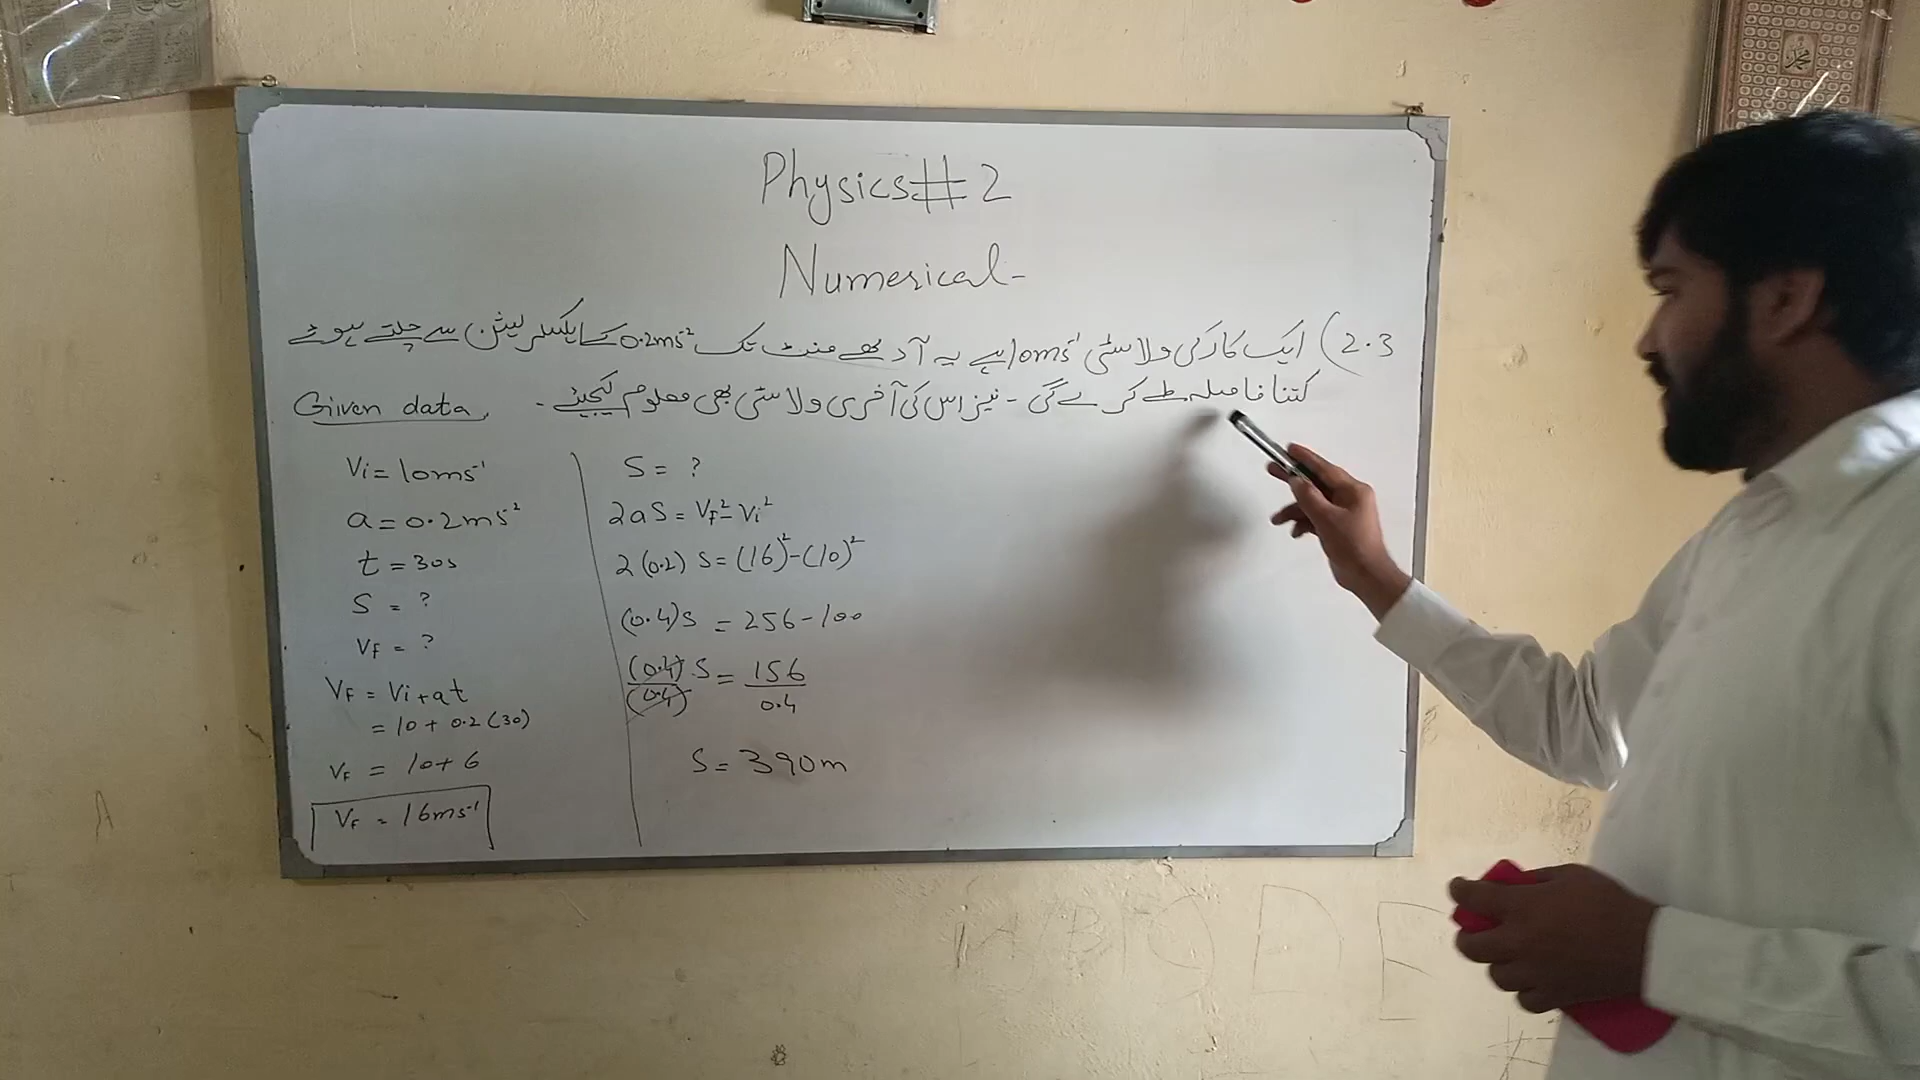 Physics # 2
Numerical-
2.3) ایک کار کی ولاسٹی 10ms⁻¹ ہے یہ آدھے منٹ تک 0.2ms⁻² کے ایکسلریشن سے چلتے ہوئے
کتنا فاصلہ طے کرے گی - نیز اس کی آخری ولاسٹی بھی معلوم کیجیئے -
Given data,
Vi = 10ms⁻¹
a = 0.2ms⁻²
t = 30s
S = ?
VF = ?
VF = Vi + at
= 10 + 0.2 (30)
VF = 10 + 6
VF = 16ms⁻¹
S = ?
2aS = VF² - Vi²
2 (0.2) S = (16)² - (10)²
(0.4)S = 256 - 100
(0.4) S / (0.4) = 156 / 0.4
S = 390m
محمد